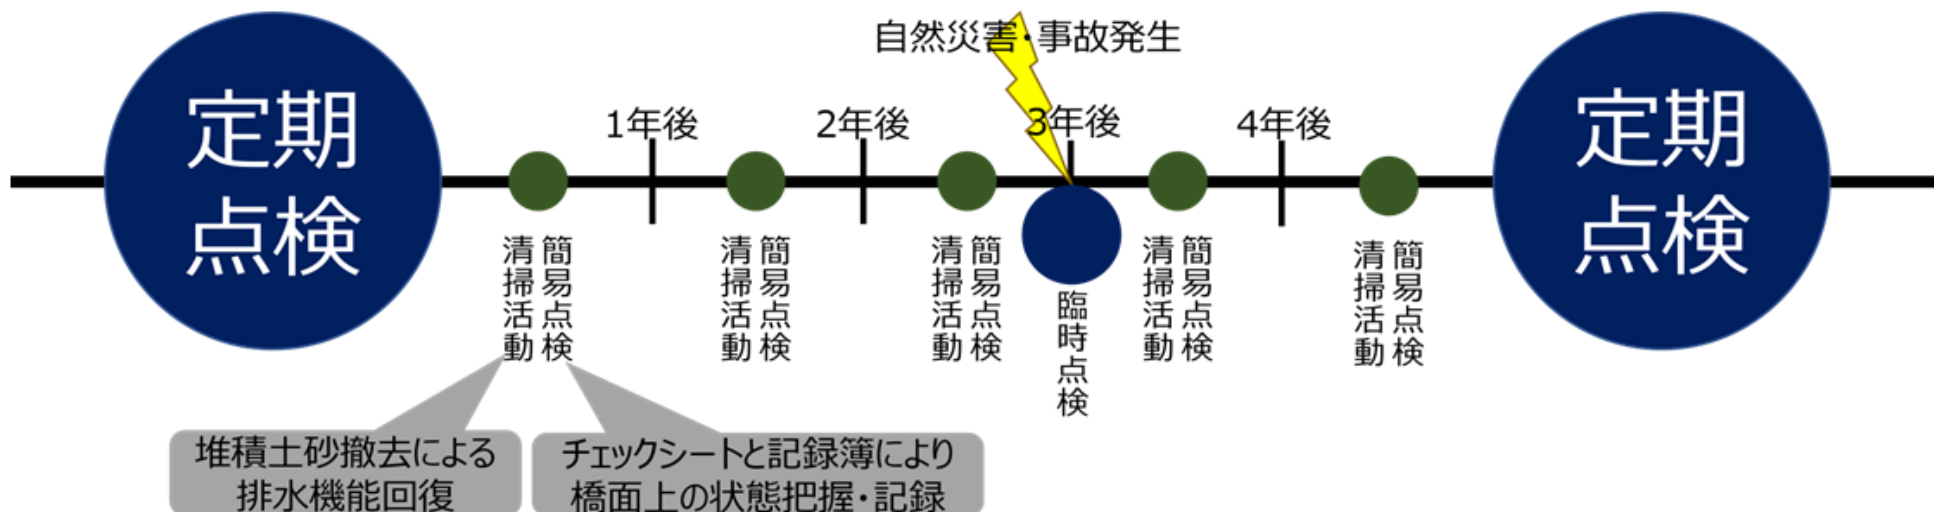 自然災害・事故発生
定期
点検
1年後
2年後
3年後
4年後
定期
点検
簡易点検
清掃活動
簡易点検
清掃活動
簡易点検
清掃活動
臨時点検
簡易点検
清掃活動
簡易点検
清掃活動
堆積土砂撤去による
排水機能回復
チェックシートと記録簿により
橋面上の状態把握・記録